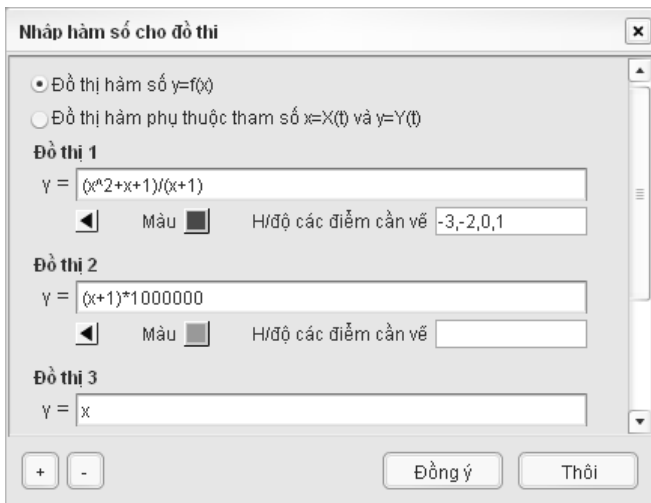 Nhâp hàm số cho đồ thi
Đồ thị hàm số y=f(x)
Đồ thị hàm phụ thuộc tham số x=X(t) và y=Y(t)
Đồ thị 1
y = (x^2+x+1)/(x+1)
Màu H/độ các điểm cần vẽ -3,-2,0,1
Đồ thị 2
y = (x+1)*1000000
Màu H/độ các điểm cần vẽ
Đồ thị 3
y = x
+ - Đồng ý Thôi